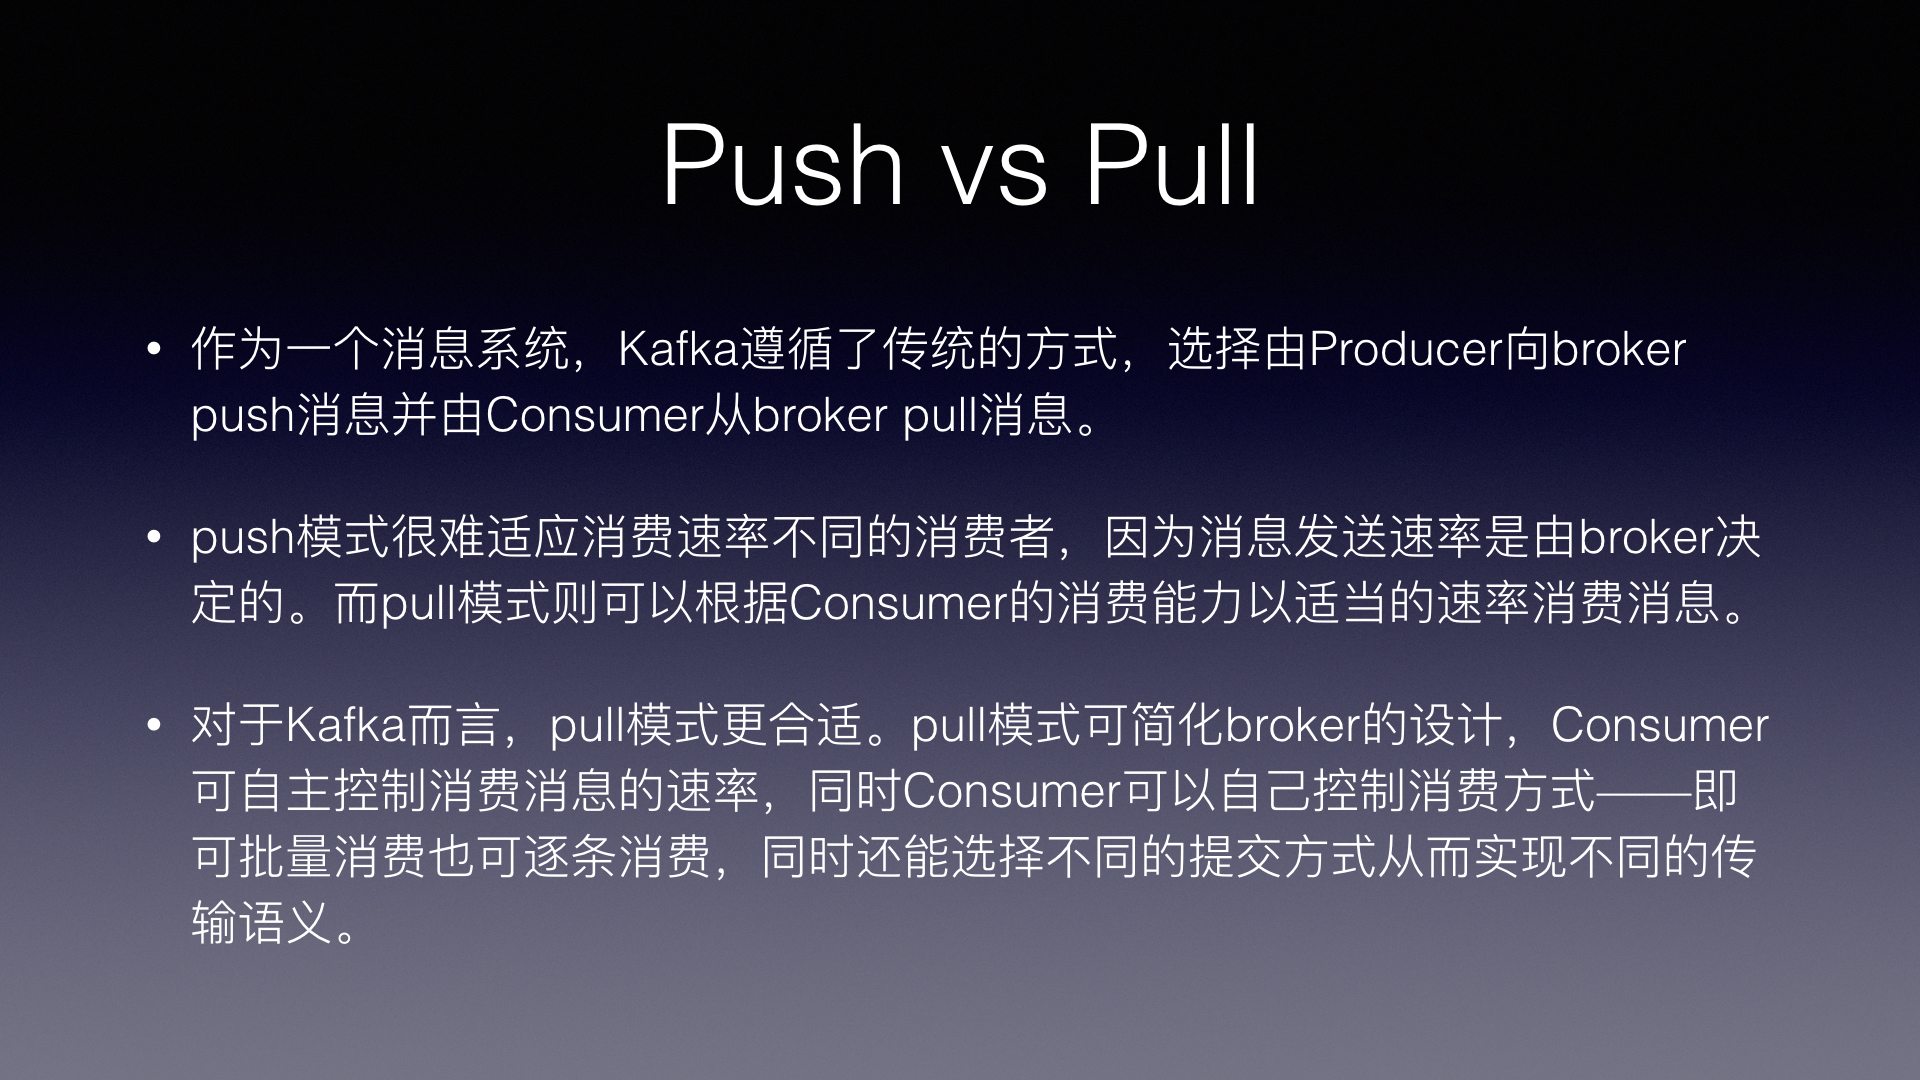 Push vs Pull
• 作为一个消息系统，Kafka遵循了传统的方式，选择由Producer向broker
push消息并由Consumer从broker pull消息。
• push模式很难适应消费速率不同的消费者，因为消息发送速率是由broker决
定的。而pull模式则可以根据Consumer的消费能力以适当的速率消费消息。
• 对于Kafka而言，pull模式更合适。pull模式可简化broker的设计，Consumer
可自主控制消费消息的速率，同时Consumer可以自己控制消费方式——即
可批量消费也可逐条消费，同时还能选择不同的提交方式从而实现不同的传
输语义。